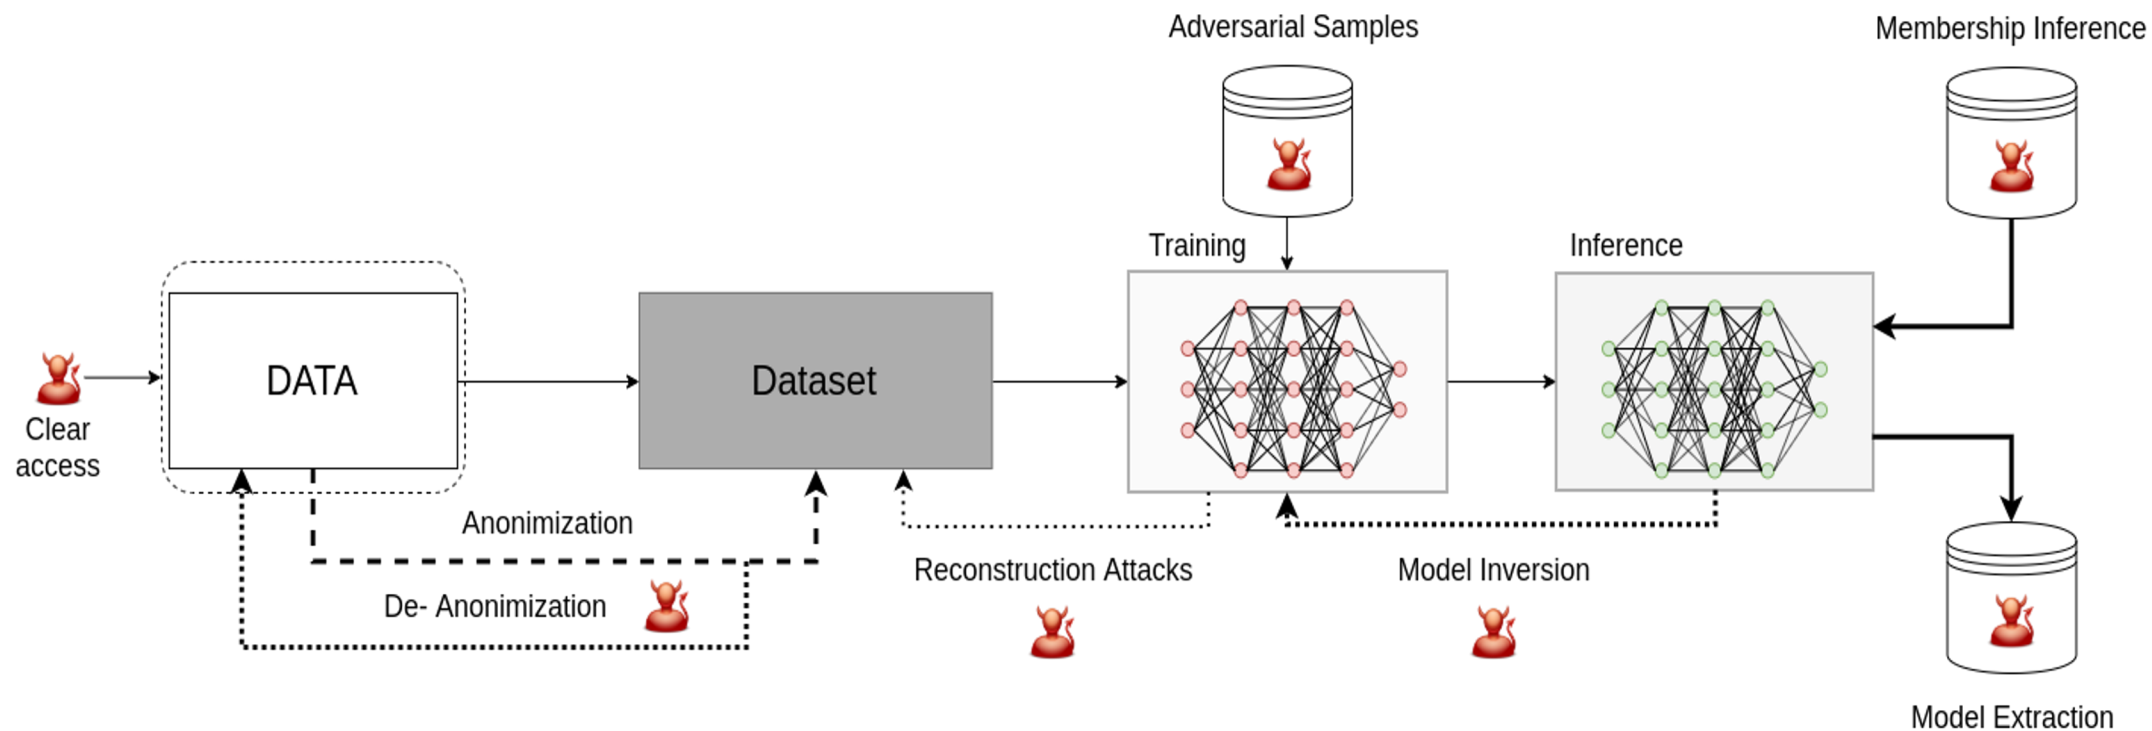 Adversarial Samples
Membership Inference
Training
Inference
DATA
Dataset
Clear
access
Anonimization
De- Anonimization
Reconstruction Attacks
Model Inversion
Model Extraction